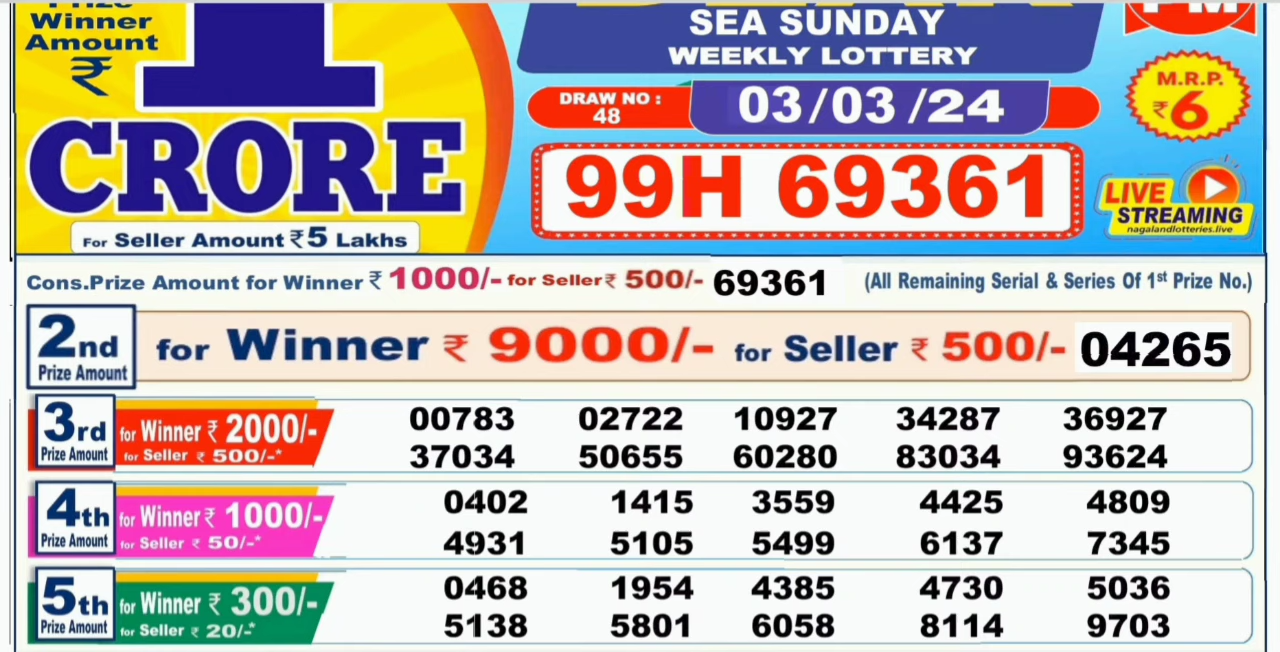 Prize
Winner
Amount
₹
1
CRORE
For Seller Amount ₹5 Lakhs
SEA SUNDAY
WEEKLY LOTTERY
DRAW NO :
48
03/03/24
99H 69361
PM
M.R.P.
₹6
LIVE
STREAMING
nagalandlotteries.live
Cons.Prize Amount for Winner ₹ 1000/- for Seller ₹ 500/- 69361 (All Remaining Serial & Series Of 1st Prize No.)
2nd
Prize Amount
for Winner ₹ 9000/- for Seller ₹ 500/- 04265
3rd
Prize Amount
for Winner ₹ 2000/-
for Seller ₹ 500/-*
00783 02722 10927 34287 36927
37034 50655 60280 83034 93624
4th
Prize Amount
for Winner ₹ 1000/-
for Seller ₹ 50/-*
0402 1415 3559 4425 4809
4931 5105 5499 6137 7345
5th
Prize Amount
for Winner ₹ 300/-
for Seller ₹ 20/-*
0468 1954 4385 4730 5036
5138 5801 6058 8114 9703